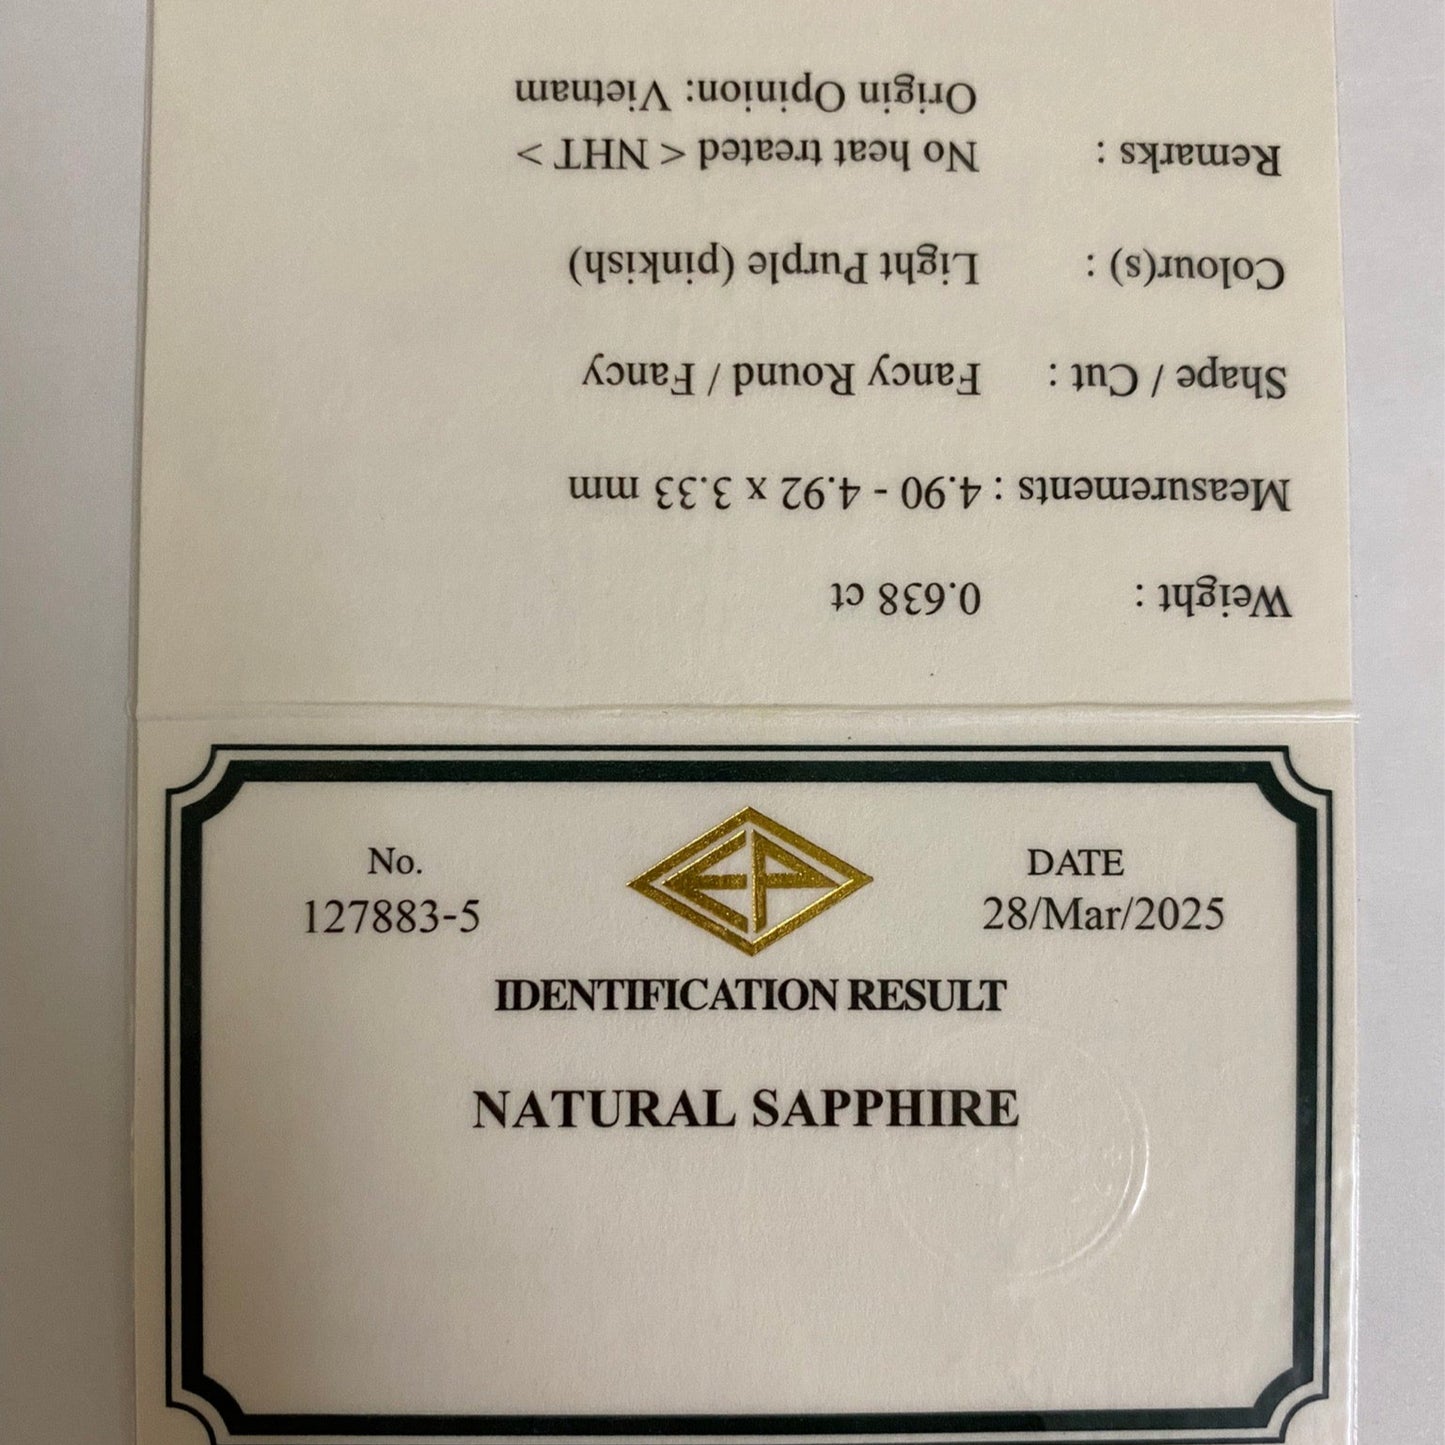 No.
127883-5
EP
DATE
28/Mar/2025
IDENTIFICATION RESULT
NATURAL SAPPHIRE
Weight : 0.638 ct
Measurements : 4.90 - 4.92 x 3.33 mm
Shape / Cut : Fancy Round / Fancy
Colour(s) : Light Purple (pinkish)
Remarks : No heat treated < NHT >
Origin Opinion: Vietnam